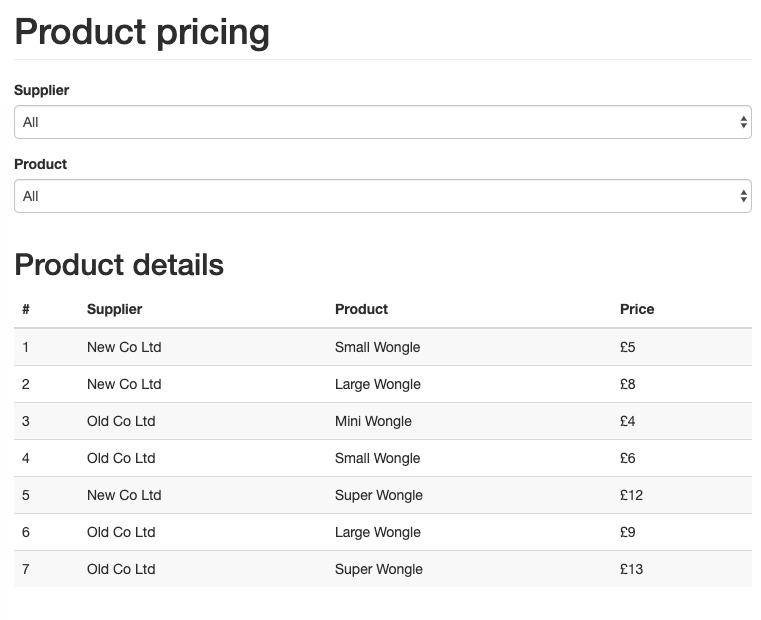 Product pricing
Supplier
All
Product
All
Product details
# Supplier Product Price
1 New Co Ltd Small Wongle £5
2 New Co Ltd Large Wongle £8
3 Old Co Ltd Mini Wongle £4
4 Old Co Ltd Small Wongle £6
5 New Co Ltd Super Wongle £12
6 Old Co Ltd Large Wongle £9
7 Old Co Ltd Super Wongle £13